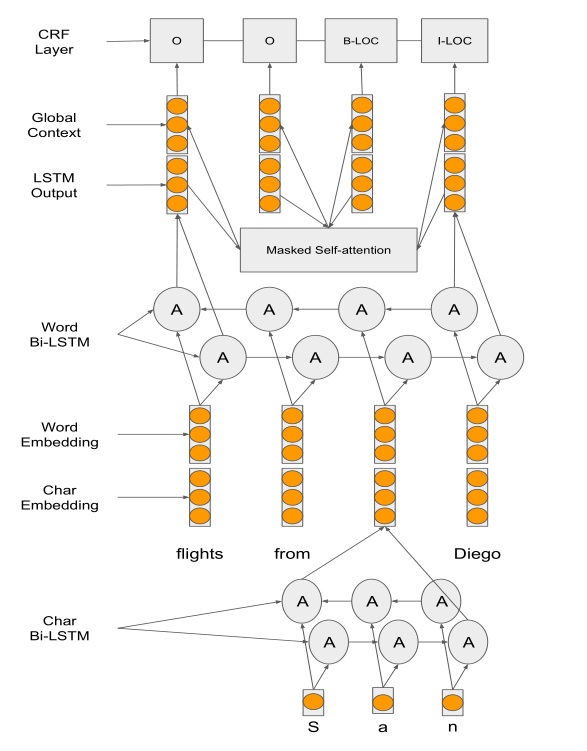 CRF
Layer
O
O
B-LOC
I-LOC
Global
Context
LSTM
Output
Masked Self-attention
A
A
A
A
Word
Bi-LSTM
A
A
A
A
Word
Embedding
Char
Embedding
flights
from
Diego
A
A
A
Char
Bi-LSTM
A
A
A
S
a
n